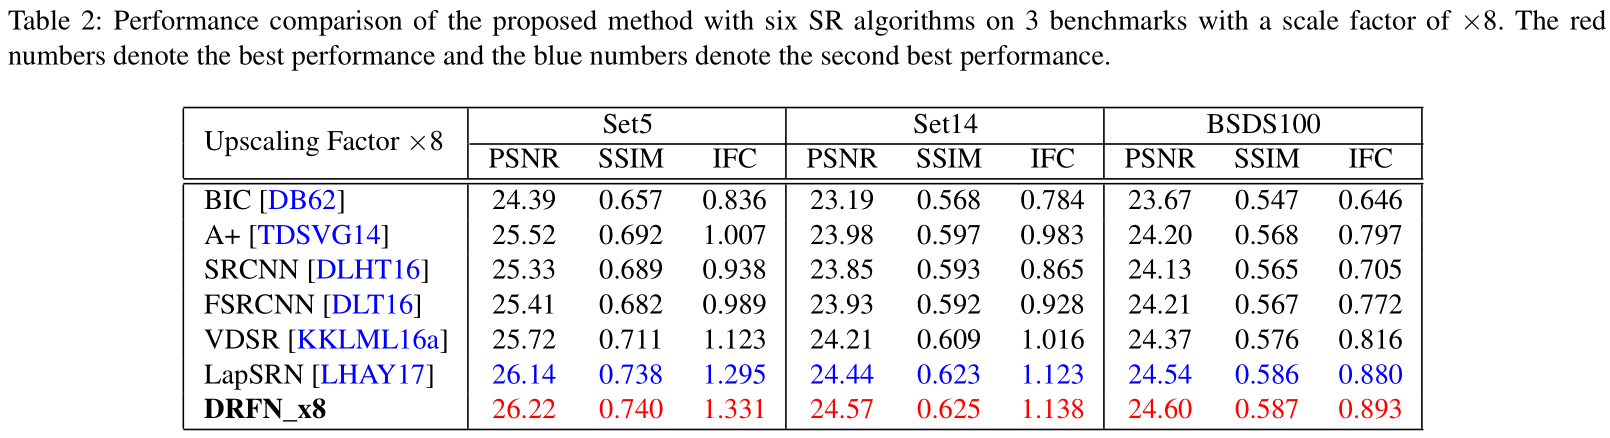 Table 2: Performance comparison of the proposed method with six SR algorithms on 3 benchmarks with a scale factor of ×8. The red
numbers denote the best performance and the blue numbers denote the second best performance.
Upscaling Factor ×8 Set5 Set14 BSDS100
PSNR SSIM IFC PSNR SSIM IFC PSNR SSIM IFC
BIC [DB62] 24.39 0.657 0.836 23.19 0.568 0.784 23.67 0.547 0.646
A+ [TDSVG14] 25.52 0.692 1.007 23.98 0.597 0.983 24.20 0.568 0.797
SRCNN [DLHT16] 25.33 0.689 0.938 23.85 0.593 0.865 24.13 0.565 0.705
FSRCNN [DLT16] 25.41 0.682 0.989 23.93 0.592 0.928 24.21 0.567 0.772
VDSR [KKLML16a] 25.72 0.711 1.123 24.21 0.609 1.016 24.37 0.576 0.816
LapSRN [LHAY17] 26.14 0.738 1.295 24.44 0.623 1.123 24.54 0.586 0.880
DRFN_x8 26.22 0.740 1.331 24.57 0.625 1.138 24.60 0.587 0.893